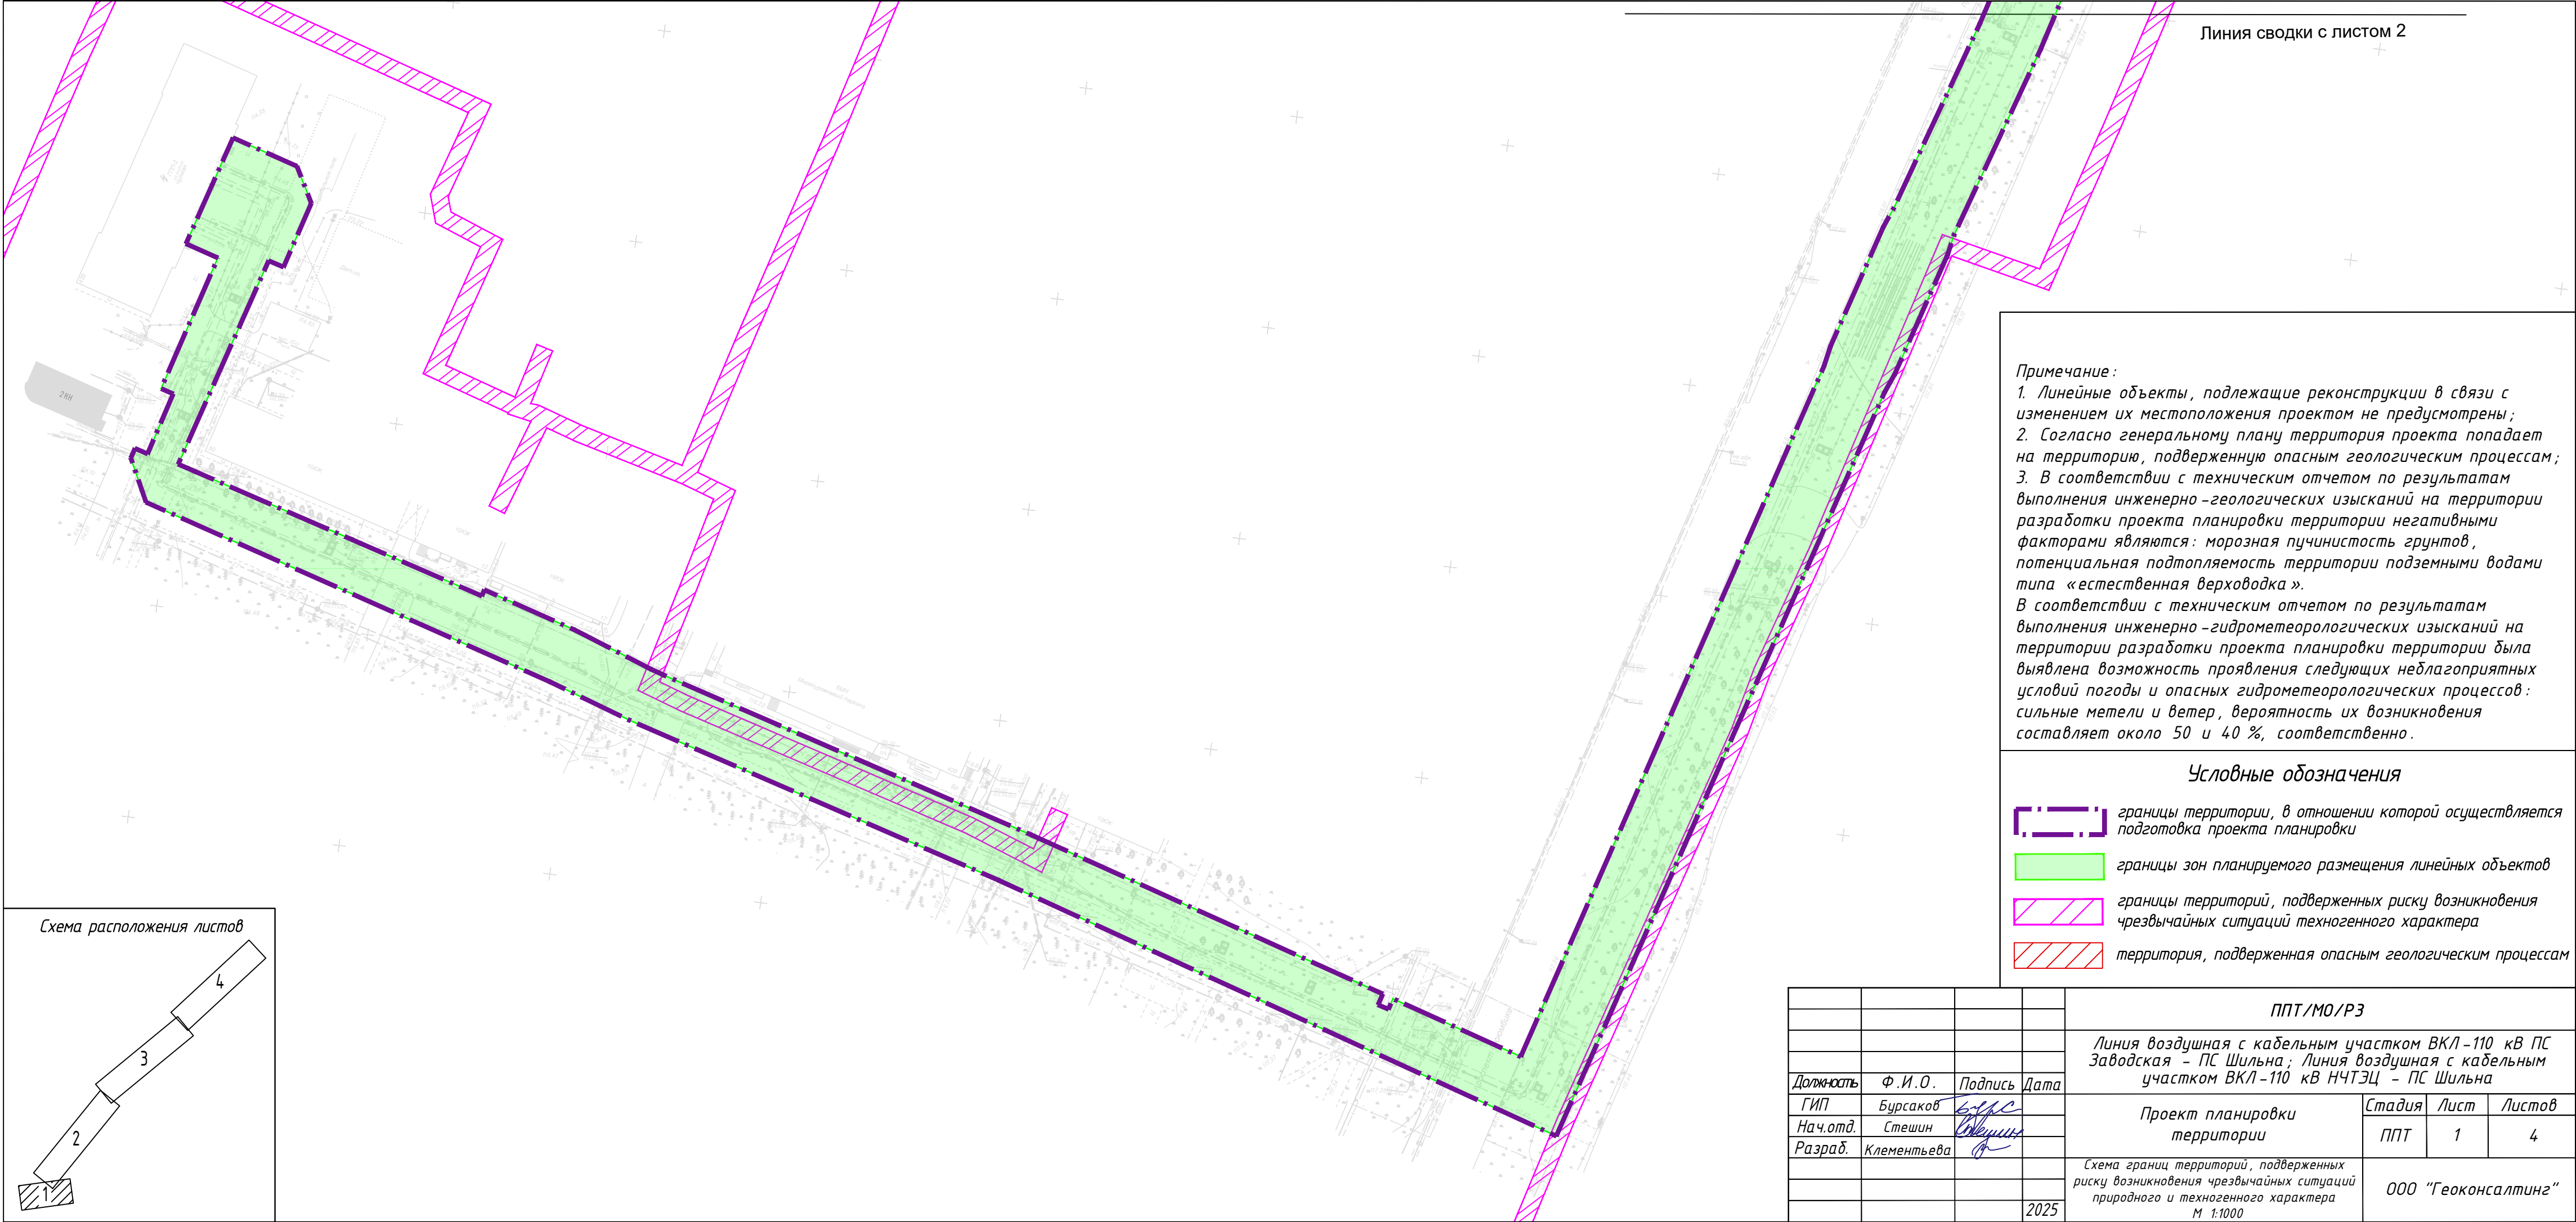 Линия сводки с листом 2
2КН
Примечание:
1. Линейные объекты, подлежащие реконструкции в связи с
изменением их местоположения проектом не предусмотрены;
2. Согласно генеральному плану территория проекта попадает
на территорию, подверженную опасным геологическим процессам;
3. В соответствии с техническим отчетом по результатам
выполнения инженерно-геологических изысканий на территории
разработки проекта планировки территории негативными
факторами являются: морозная пучинистость грунтов,
потенциальная подтопляемость территории подземными водами
типа «естественная верховодка».
В соответствии с техническим отчетом по результатам
выполнения инженерно-гидрометеорологических изысканий на
территории разработки проекта планировки территории была
выявлена возможность проявления следующих неблагоприятных
условий погоды и опасных гидрометеорологических процессов:
сильные метели и ветер, вероятность их возникновения
составляет около 50 и 40 %, соответственно.
Условные обозначения
границы территории, в отношении которой осуществляется
подготовка проекта планировки
границы зон планируемого размещения линейных объектов
границы территорий, подверженных риску возникновения
чрезвычайных ситуаций техногенного характера
территория, подверженная опасным геологическим процессам
Схема расположения листов
4
3
2
1
ППТ/МО/РЗ
Линия воздушная с кабельным участком ВКЛ-110 кВ ПС
Заводская - ПС Шильна; Линия воздушная с кабельным
участком ВКЛ-110 кВ НЧТЭЦ - ПС Шильна
Должность Ф.И.О. Подпись Дата
ГИП Бурсаков
Нач.отд. Стешин
Разраб. Клементьева
Проект планировки
территории
Стадия Лист Листов
ППТ 1 4
Схема границ территорий, подверженных
риску возникновения чрезвычайных ситуаций
природного и техногенного характера
М 1:1000
ООО "Геоконсалтинг"
2025